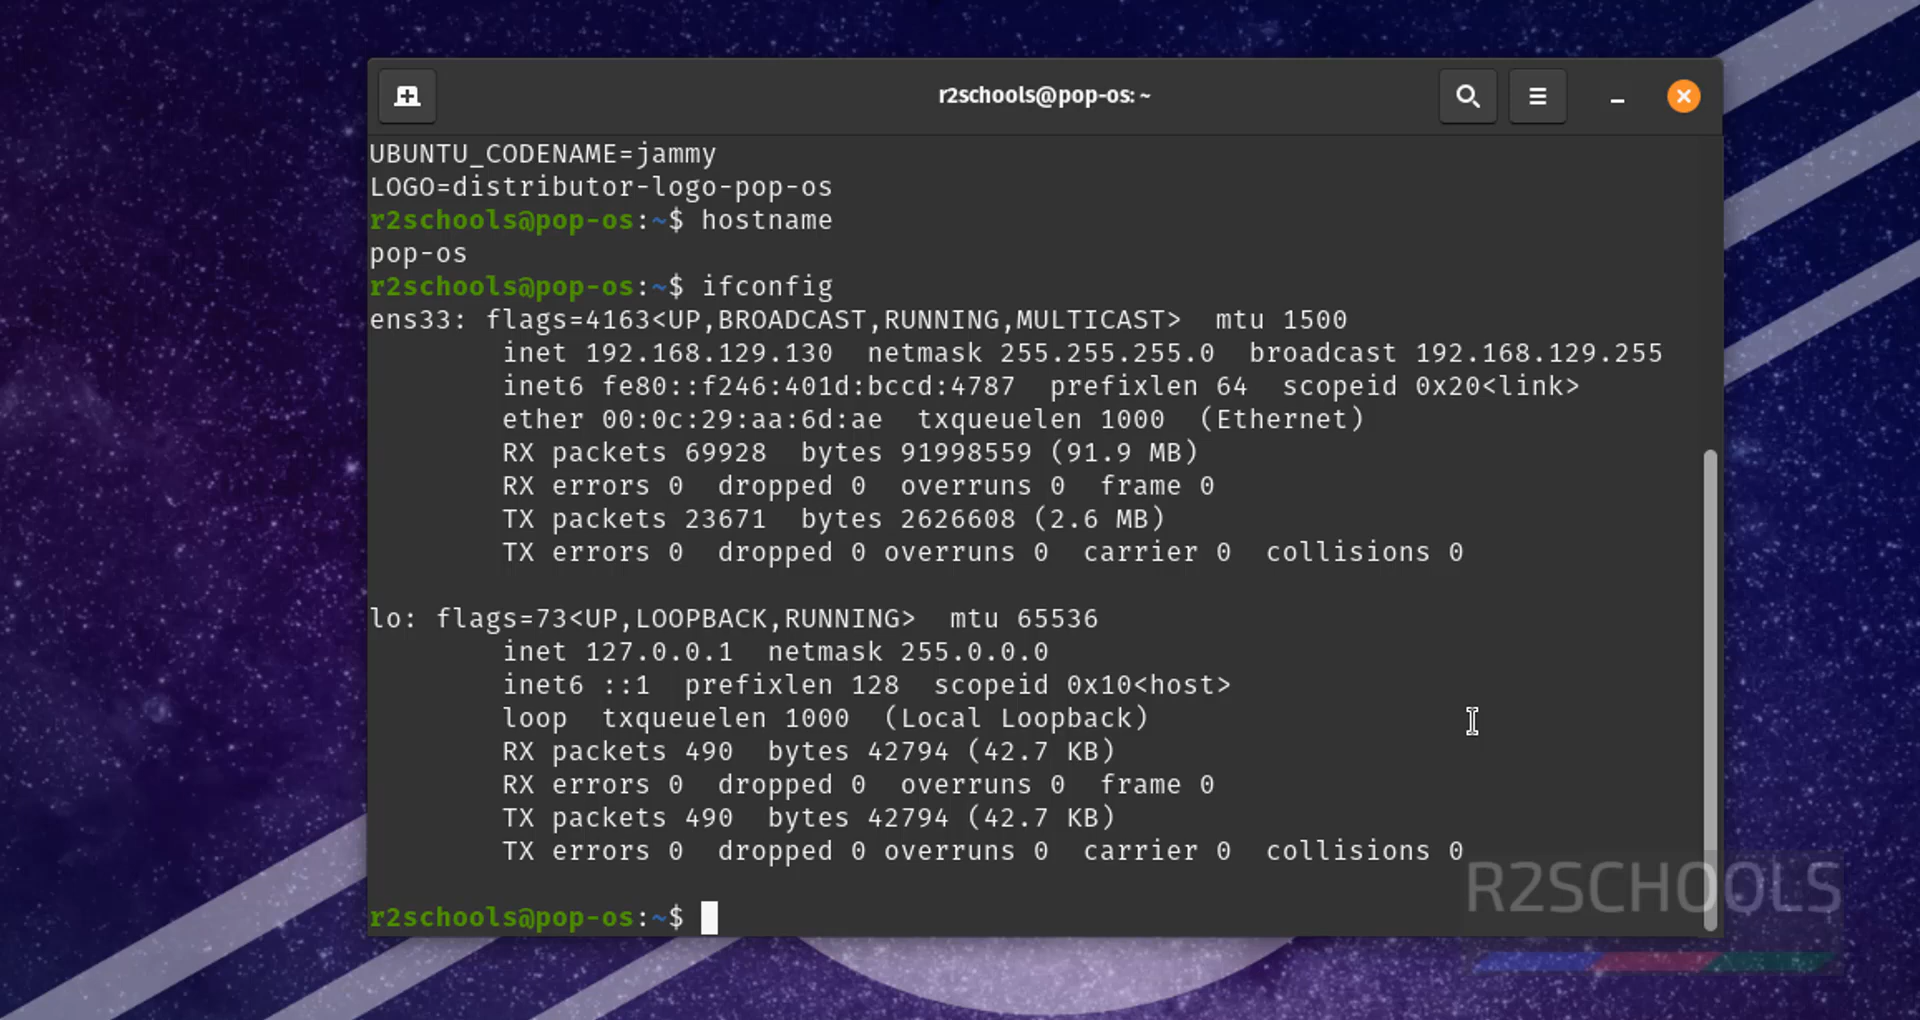 r2schools@pop-os: ~
UBUNTU_CODENAME=jammy
LOGO=distributor-logo-pop-os
r2schools@pop-os:~$ hostname
pop-os
r2schools@pop-os:~$ ifconfig
ens33: flags=4163<UP,BROADCAST,RUNNING,MULTICAST>  mtu 1500
        inet 192.168.129.130  netmask 255.255.255.0  broadcast 192.168.129.255
        inet6 fe80::f246:401d:bccd:4787  prefixlen 64  scopeid 0x20<link>
        ether 00:0c:29:aa:6d:ae  txqueuelen 1000  (Ethernet)
        RX packets 69928  bytes 91998559 (91.9 MB)
        RX errors 0  dropped 0  overruns 0  frame 0
        TX packets 23671  bytes 2626608 (2.6 MB)
        TX errors 0  dropped 0 overruns 0  carrier 0  collisions 0
lo: flags=73<UP,LOOPBACK,RUNNING>  mtu 65536
        inet 127.0.0.1  netmask 255.0.0.0
        inet6 ::1  prefixlen 128  scopeid 0x10<host>
        loop  txqueuelen 1000  (Local Loopback)
        RX packets 490  bytes 42794 (42.7 KB)
        RX errors 0  dropped 0  overruns 0  frame 0
        TX packets 490  bytes 42794 (42.7 KB)
        TX errors 0  dropped 0 overruns 0  carrier 0  collisions 0
r2schools@pop-os:~$
R2SCHOOLS